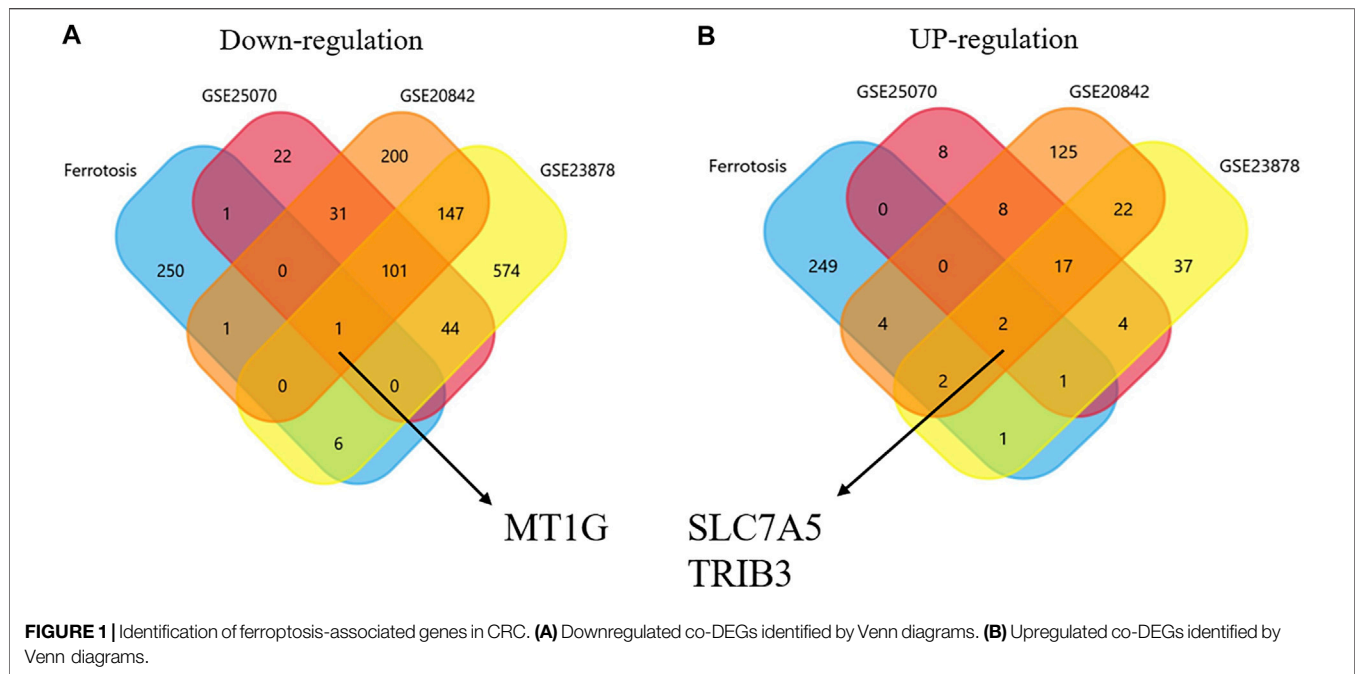 A
Down-regulation
GSE25070
GSE20842
Ferrotosis
GSE23878
22
200
1
31
147
250
0
101
574
1
1
44
0
0
6
MT1G
B
UP-regulation
GSE25070
GSE20842
Ferrotosis
GSE23878
8
125
0
8
22
249
0
17
37
4
2
4
2
1
1
SLC7A5
TRIB3
FIGURE 1 | Identification of ferroptosis-associated genes in CRC. (A) Downregulated co-DEGs identified by Venn diagrams. (B) Upregulated co-DEGs identified by
Venn diagrams.